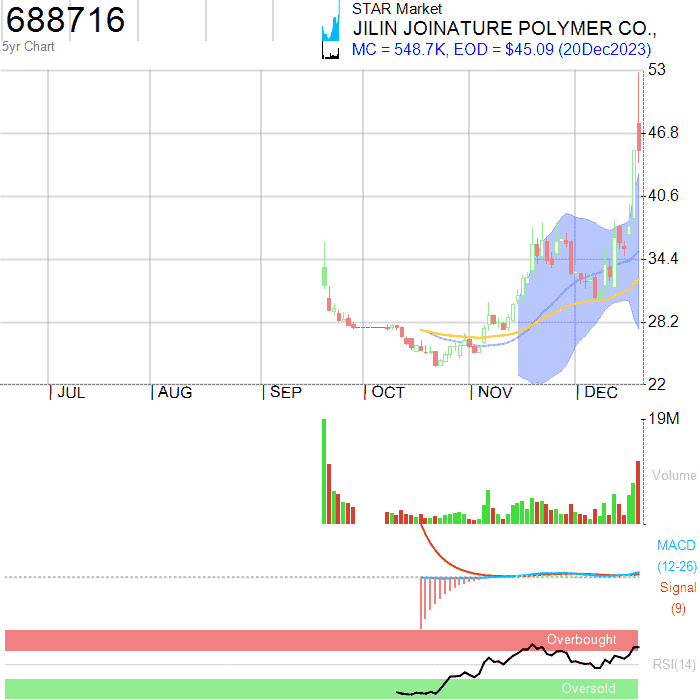 688716
5yr Chart
STAR Market
JILIN JOINATURE POLYMER CO.,
MC = 548.7K, EOD = $45.09 (20Dec2023)
53
46.8
40.6
34.4
28.2
22
JUL AUG SEP OCT NOV DEC
19M
Volume
MACD
(12-26)
Signal
(9)
Overbought
RSI(14)
Oversold